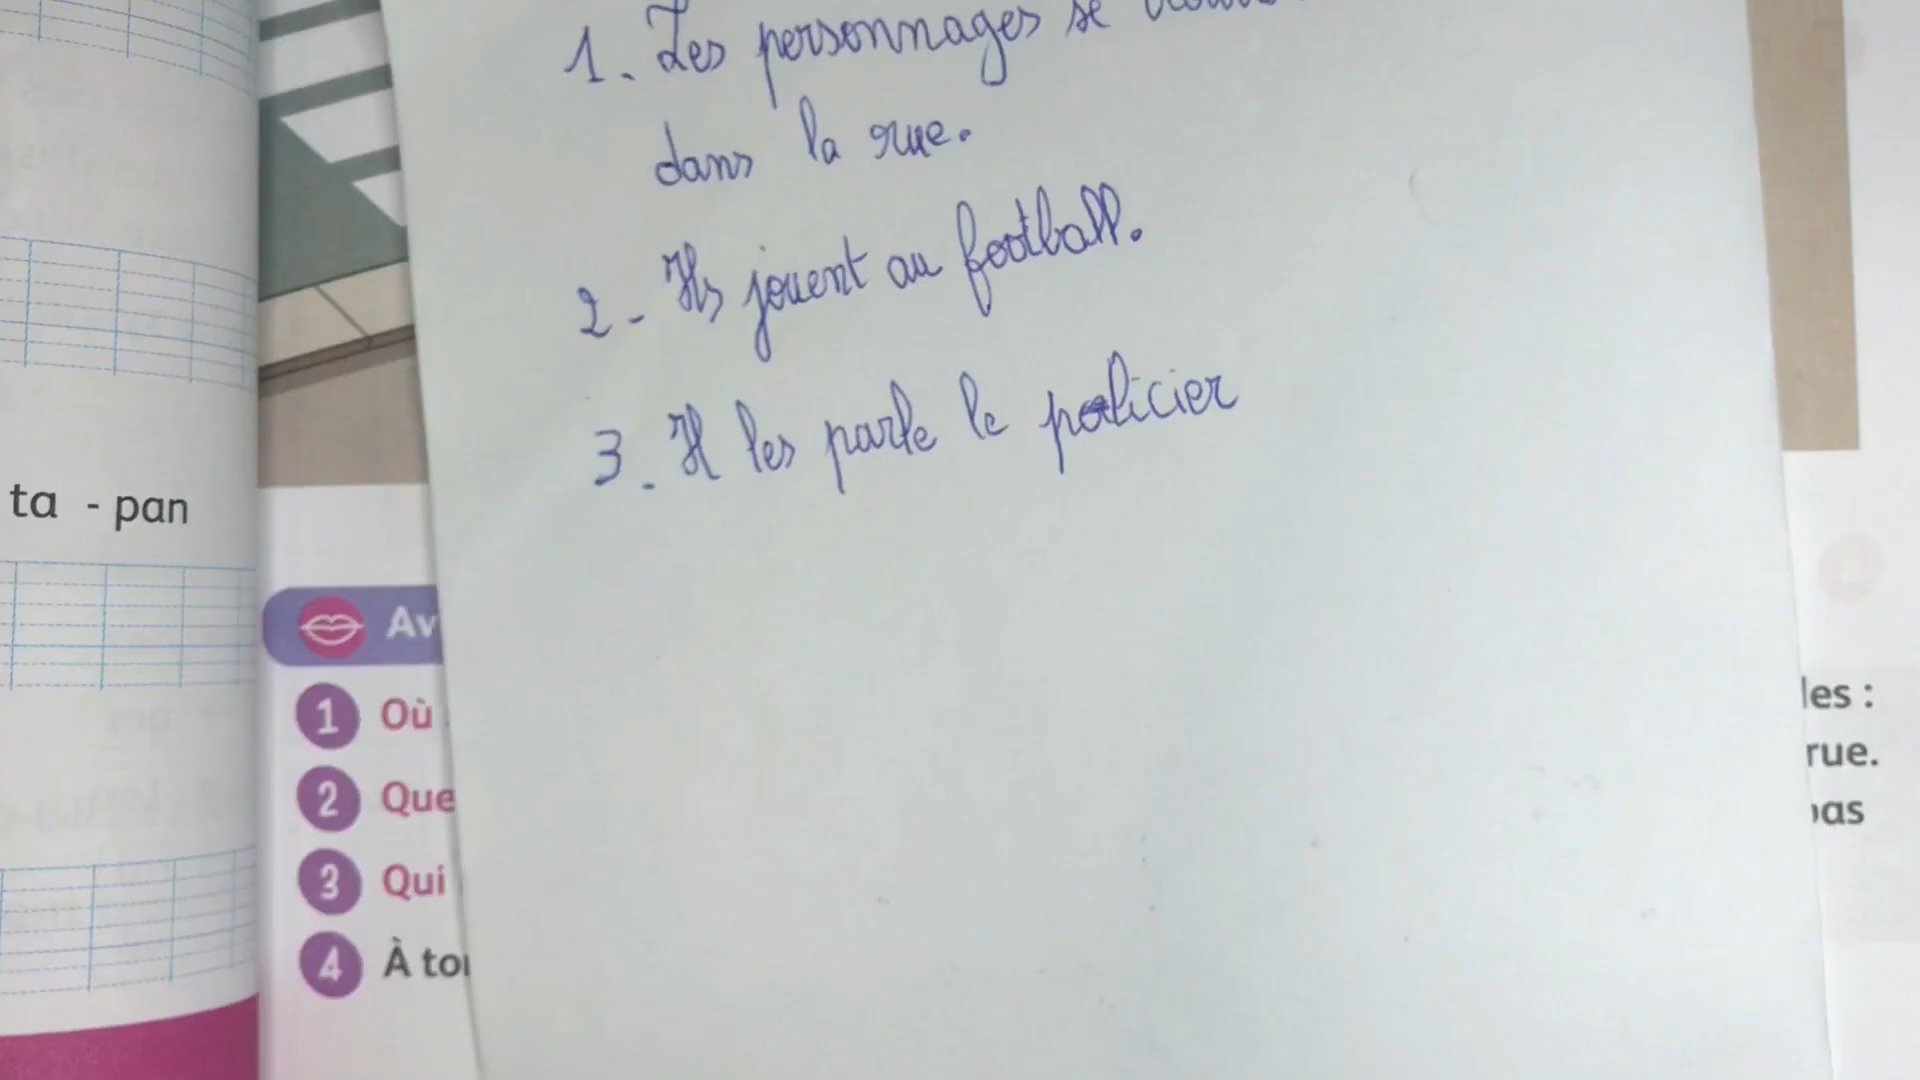 1. Les personnages se
dans la rue.
2- Ils jouent au football.
3. Il les parle le policier
ta - pan
Av
1 Où
2 Que
3 Qui
4 À
les :
rue.
pas